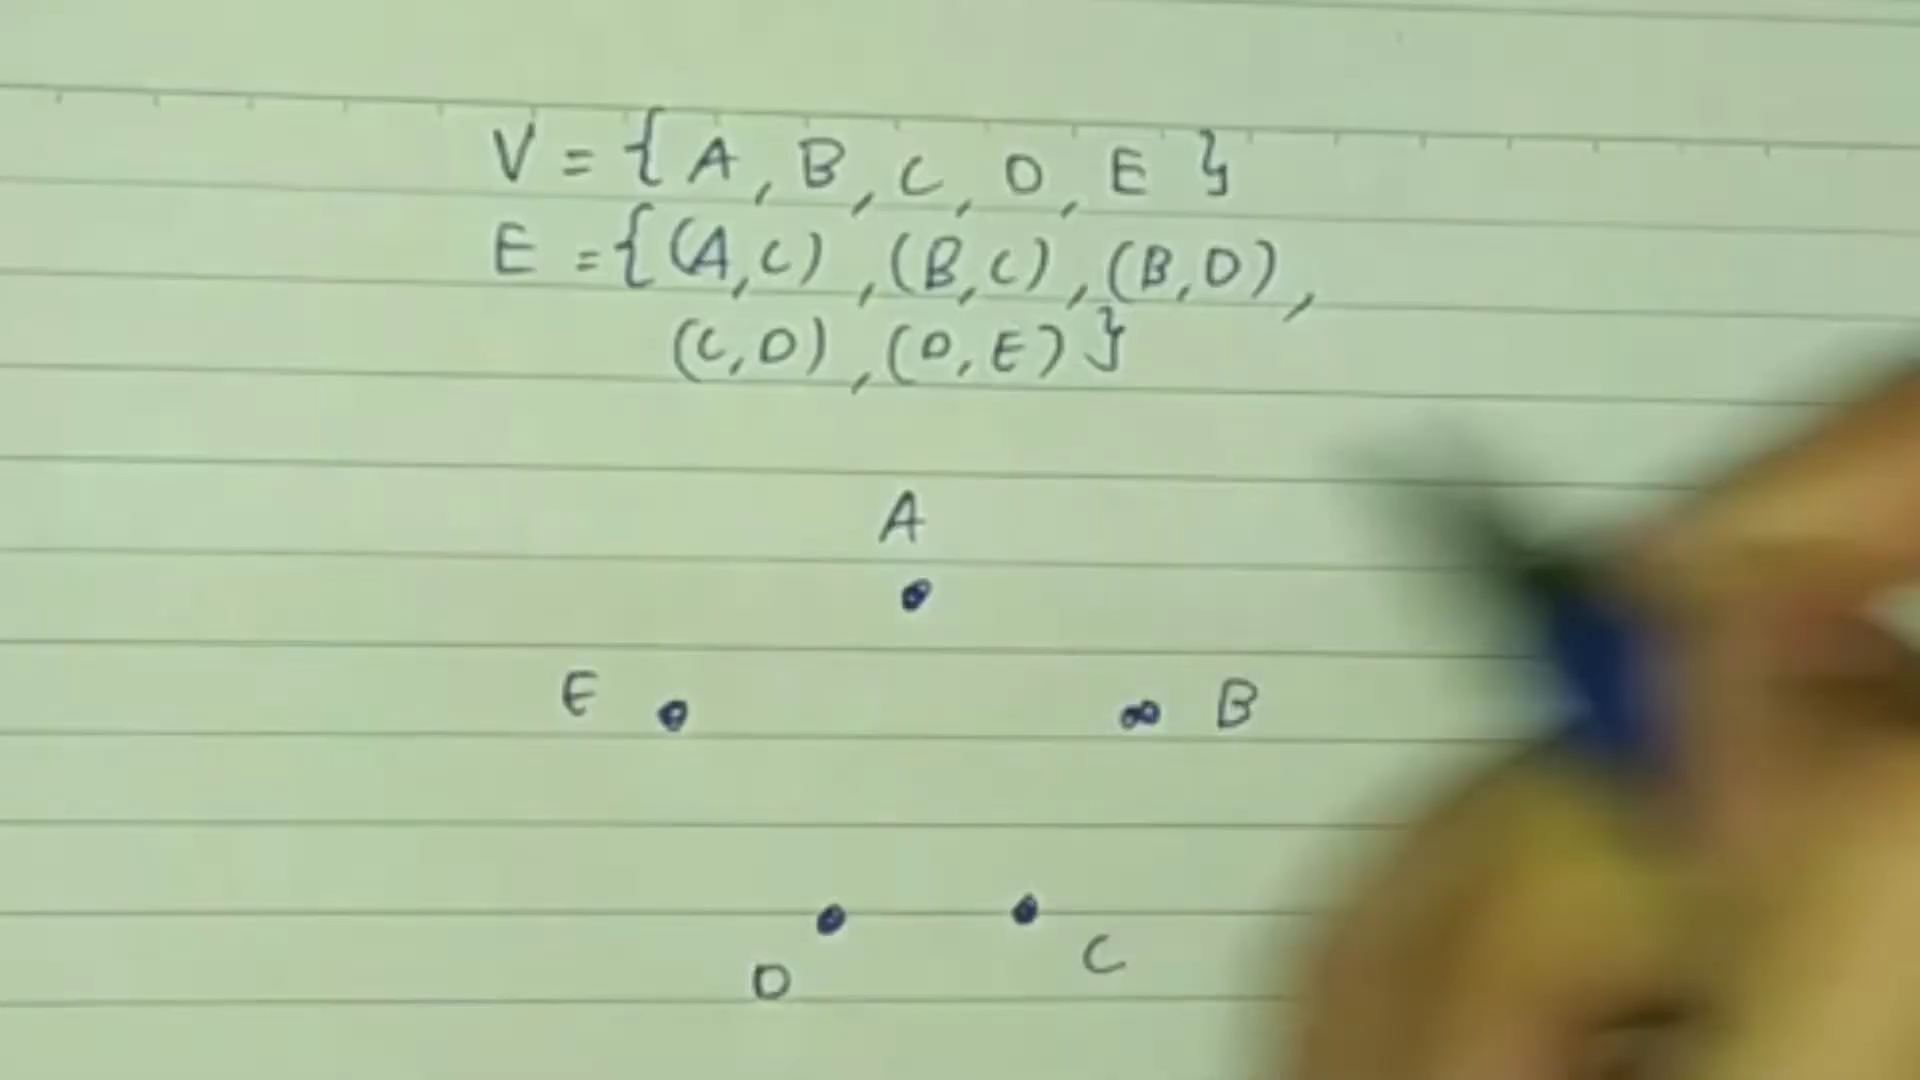 V = { A, B, C, D, E }
E = { (A,C), (B,C), (B,D),
(C,D), (D,E) }
A
E
B
D
C